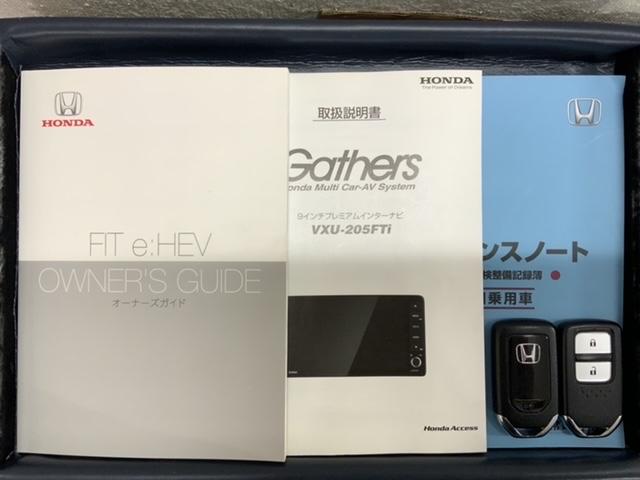 HONDA
FIT e:HEV
OWNER'S GUIDE
オーナーズガイド
HONDA
The Power of Dreams
取扱説明書
Gathers
Honda Multi Car-AV System
9インチプレミアムインターナビ
VXU-205FTi
Honda Access
ンスノート
検整備記録簿
乗用車